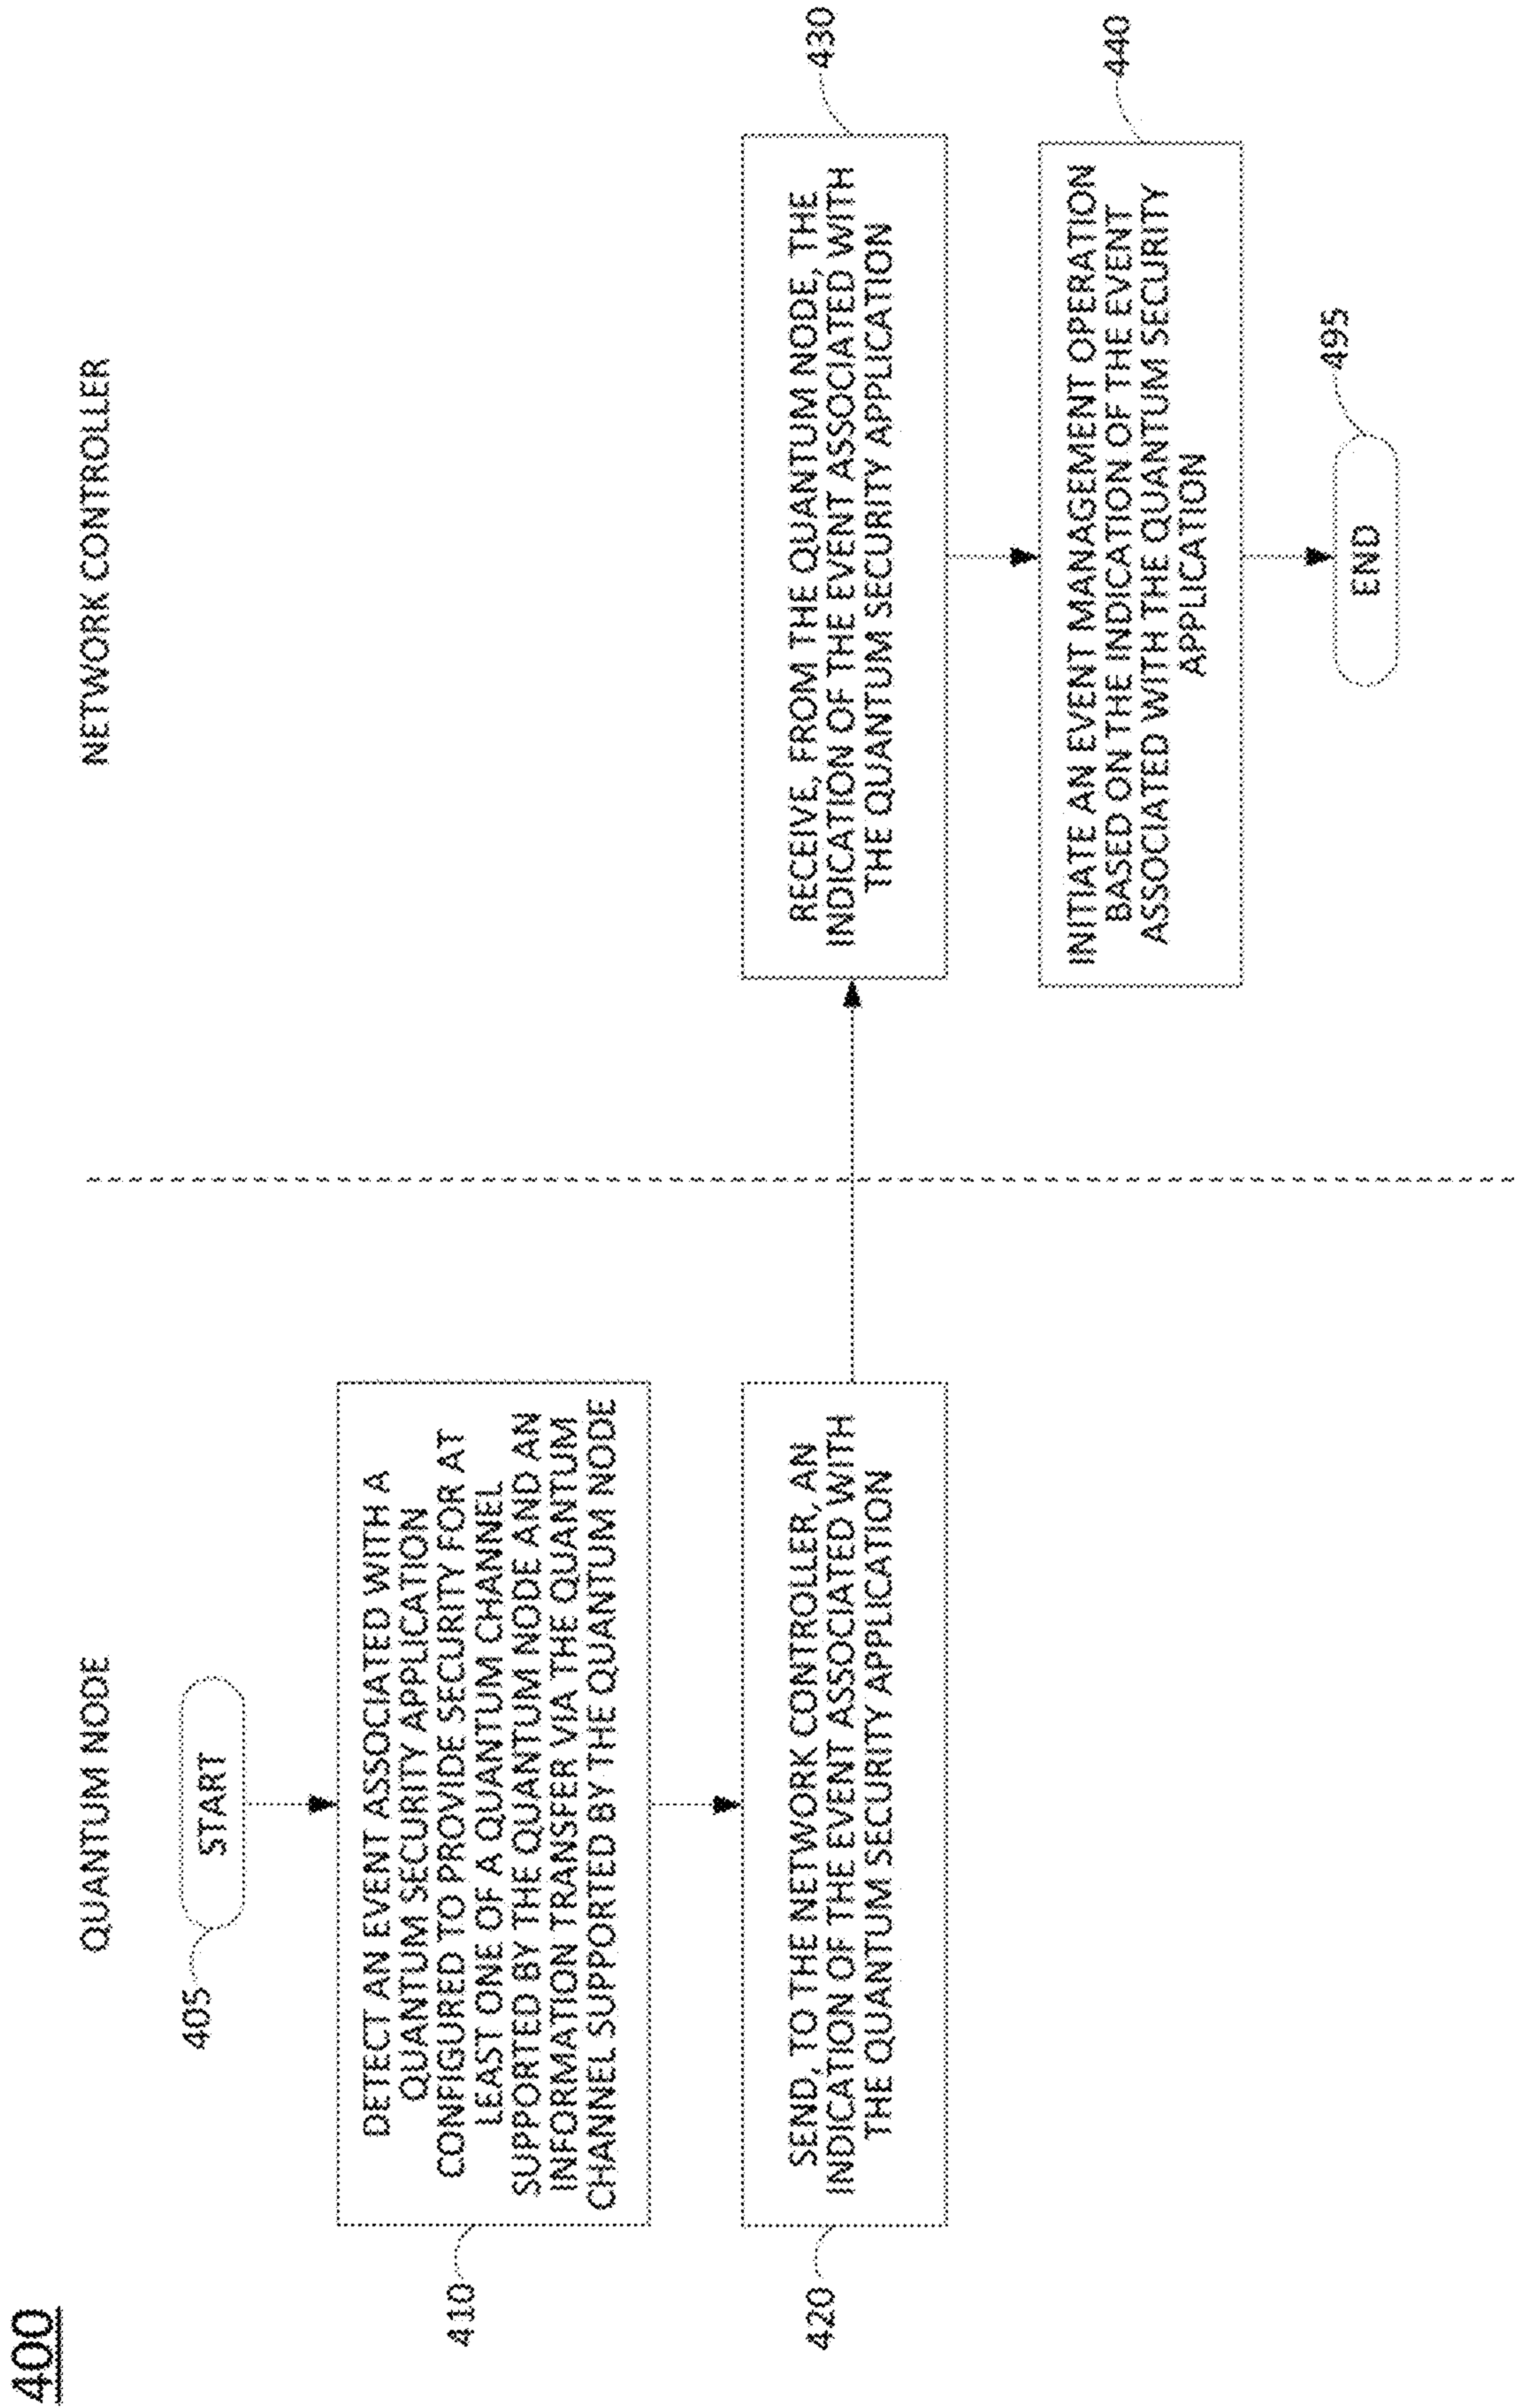 400
QUANTUM NODE
NETWORK CONTROLLER
405
START
410
DETECT AN EVENT ASSOCIATED WITH A
QUANTUM SECURITY APPLICATION
CONFIGURED TO PROVIDE SECURITY FOR AT
LEAST ONE OF A QUANTUM CHANNEL
SUPPORTED BY THE QUANTUM NODE AND AN
INFORMATION TRANSFER VIA THE QUANTUM
CHANNEL SUPPORTED BY THE QUANTUM NODE
420
SEND, TO THE NETWORK CONTROLLER, AN
INDICATION OF THE EVENT ASSOCIATED WITH
THE QUANTUM SECURITY APPLICATION
430
RECEIVE, FROM THE QUANTUM NODE, THE
INDICATION OF THE EVENT ASSOCIATED WITH
THE QUANTUM SECURITY APPLICATION
440
INITIATE AN EVENT MANAGEMENT OPERATION
BASED ON THE INDICATION OF THE EVENT
ASSOCIATED WITH THE QUANTUM SECURITY
APPLICATION
495
END